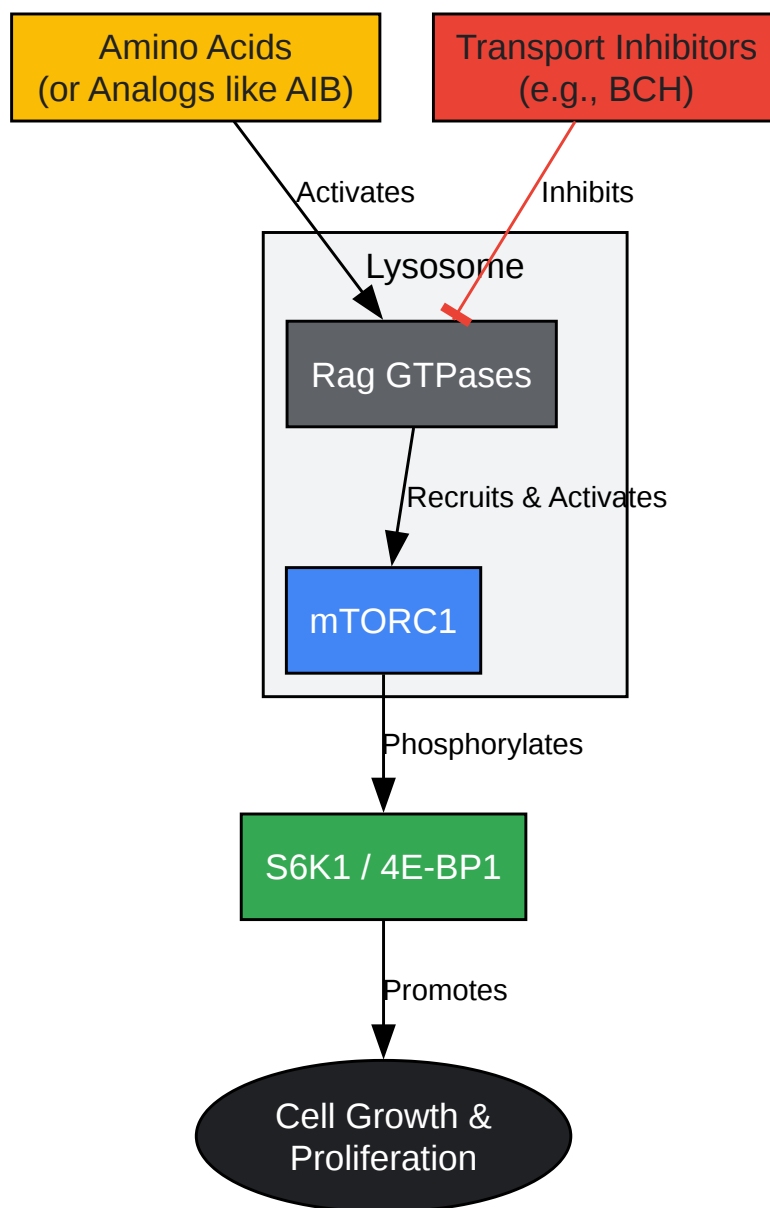 Amino Acids
(or Analogs like AIB)
Transport Inhibitors
(e.g., BCH)
Activates
Inhibits
Lysosome
Rag GTPases
Recruits & Activates
mTORC1
Phosphorylates
S6K1 / 4E-BP1
Promotes
Cell Growth &
Proliferation